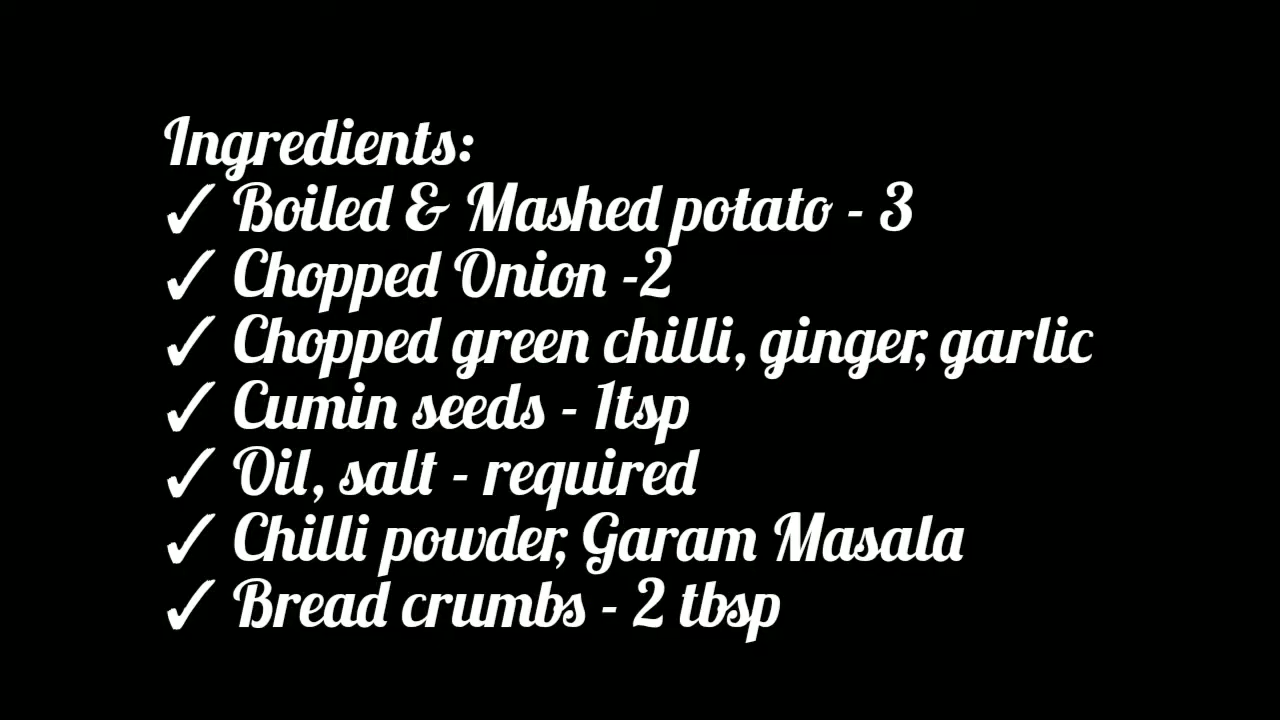 Ingredients:
✓ Boiled & Mashed potato - 3
✓ Chopped Onion -2
✓ Chopped green chilli, ginger, garlic
✓ Cumin seeds - 1tsp
✓ Oil, salt - required
✓ Chilli powder, Garam Masala
✓ Bread crumbs - 2 tbsp